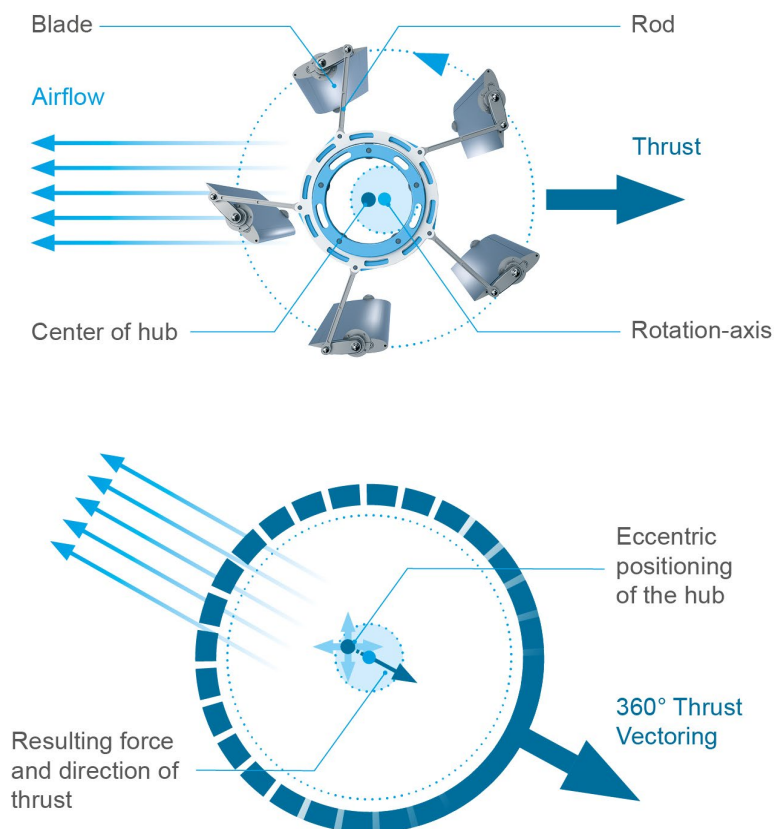 Blade
Rod
Airflow
Thrust
Center of hub
Rotation-axis
Eccentric
positioning
of the hub
360° Thrust
Vectoring
Resulting force
and direction of
thrust